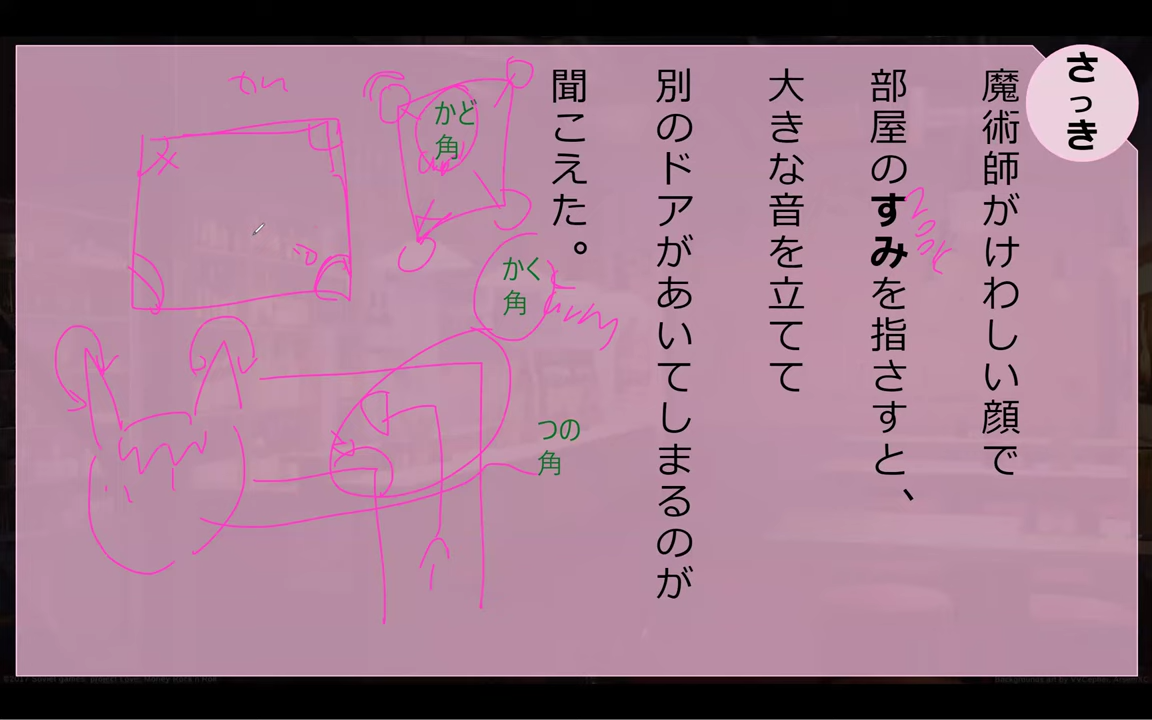 さっき
魔術師がけわしい顔で
部屋のすみを指さすと、
大きな音を立てて
別のドアがあいてしまるのが
聞こえた。
かど
角
かく
角
つの
角